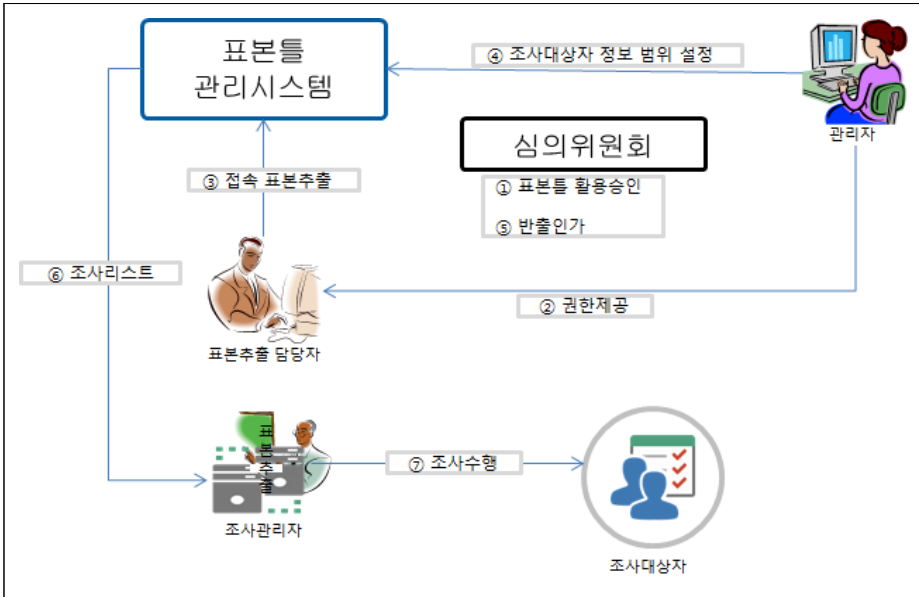 표본틀
관리시스템
④ 조사대상자 정보 범위 설정
관리자
심의위원회
① 표본틀 활용승인
⑤ 반출인가
③ 접속 표본추출
⑥ 조사리스트
② 권한제공
표본추출 담당자
표본추출
⑦ 조사수행
조사관리자
조사대상자